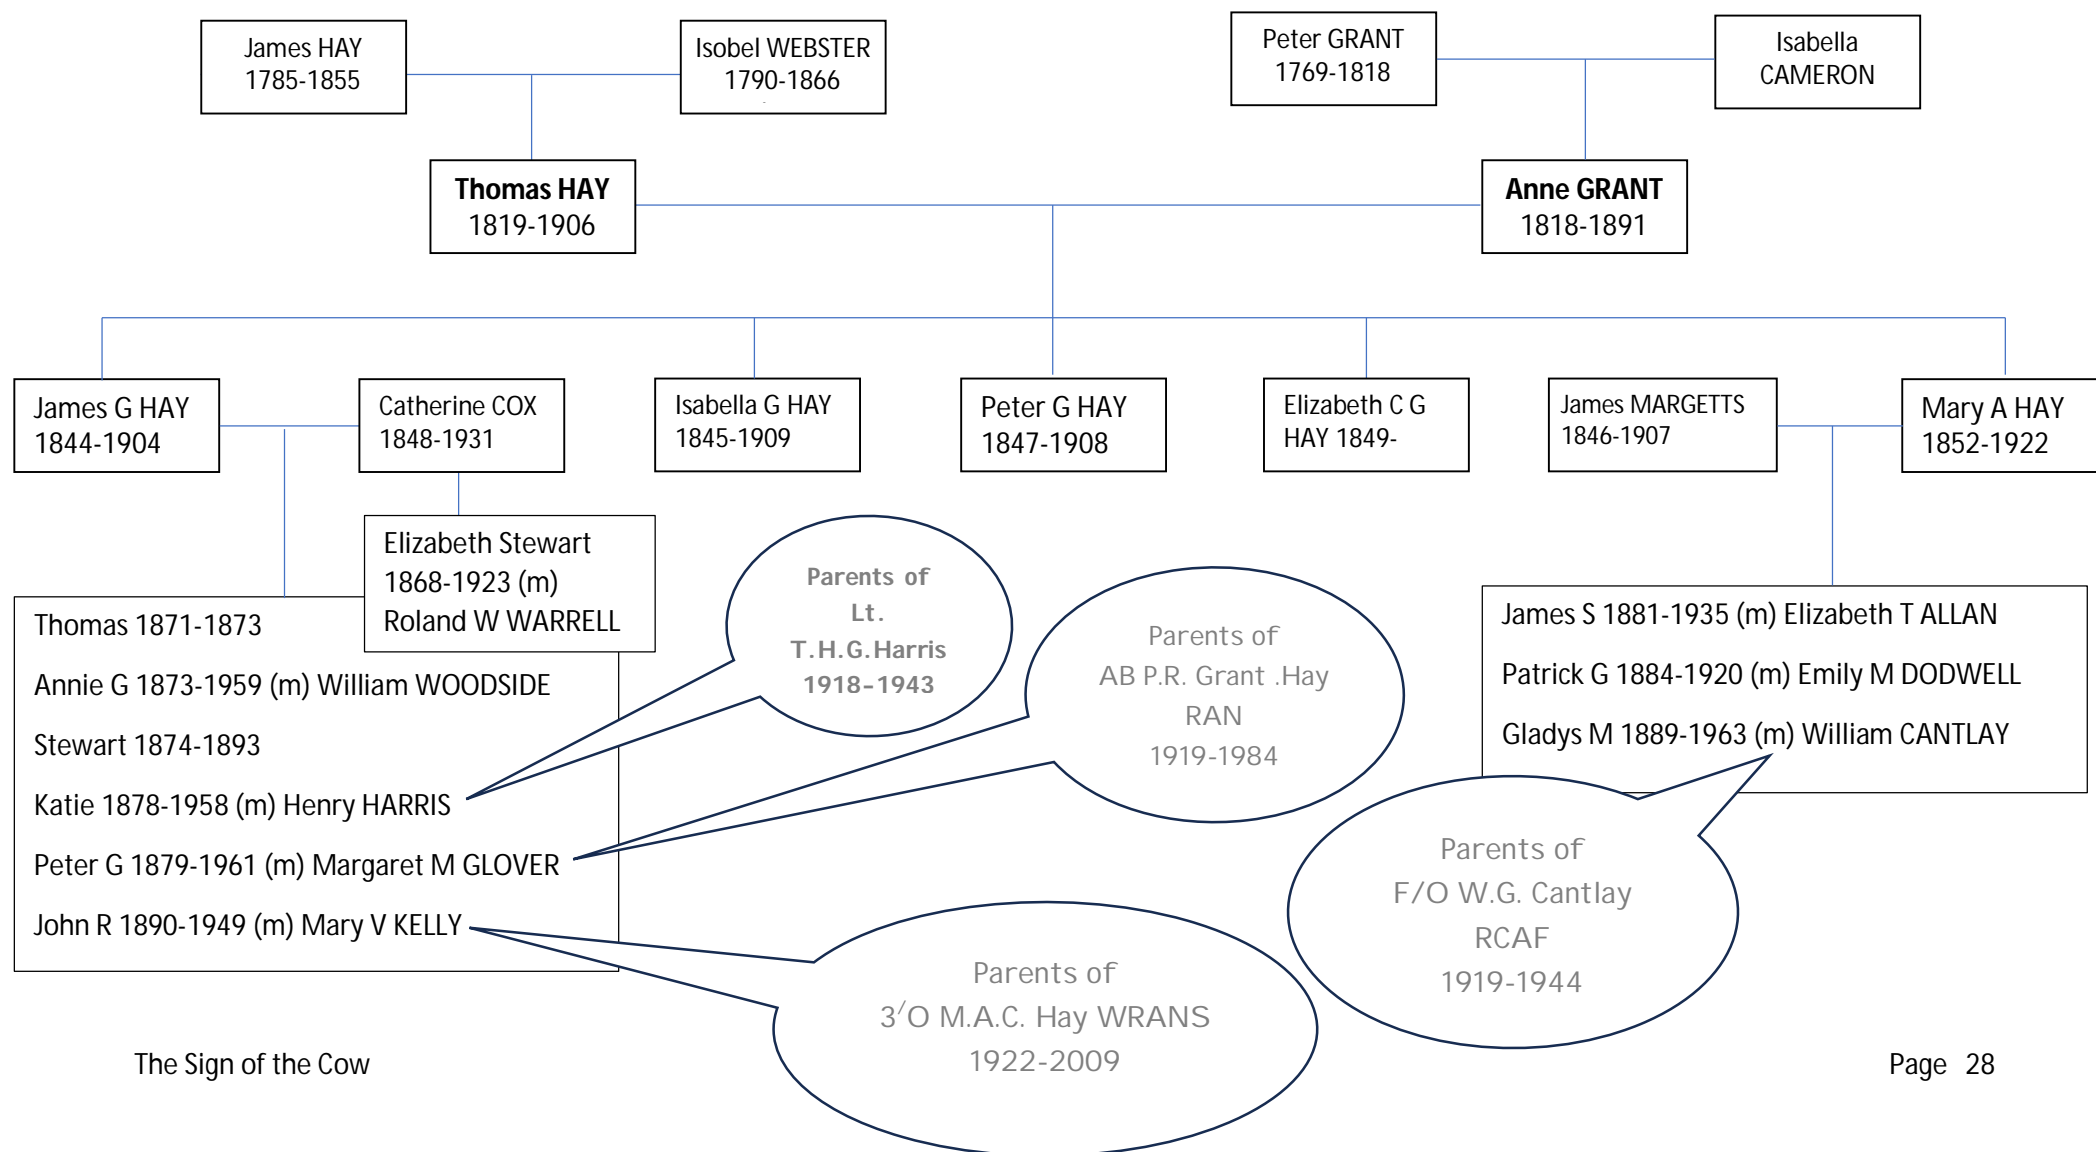 James HAY
1785-1855
Isobel WEBSTER
1790-1866
Peter GRANT
1769-1818
Isabella
CAMERON
Thomas HAY
1819-1906
Anne GRANT
1818-1891
James G HAY
1844-1904
Catherine COX
1848-1931
Isabella G HAY
1845-1909
Peter G HAY
1847-1908
Elizabeth C G
HAY 1849-
James MARGETTS
1846-1907
Mary A HAY
1852-1922
Elizabeth Stewart
1868-1923 (m)
Roland W WARRELL
Thomas 1871-1873
Annie G 1873-1959 (m) William WOODSIDE
Stewart 1874-1893
Katie 1878-1958 (m) Henry HARRIS
Peter G 1879-1961 (m) Margaret M GLOVER
John R 1890-1949 (m) Mary V KELLY
Parents of
Lt.
T.H.G.Harris
1918-1943
Parents of
AB P.R. Grant .Hay
RAN
1919-1984
James S 1881-1935 (m) Elizabeth T ALLAN
Patrick G 1884-1920 (m) Emily M DODWELL
Gladys M 1889-1963 (m) William CANTLAY
Parents of
F/O W.G. Cantlay
RCAF
1919-1944
Parents of
3/O M.A.C. Hay WRANS
1922-2009
The Sign of the Cow
Page 28